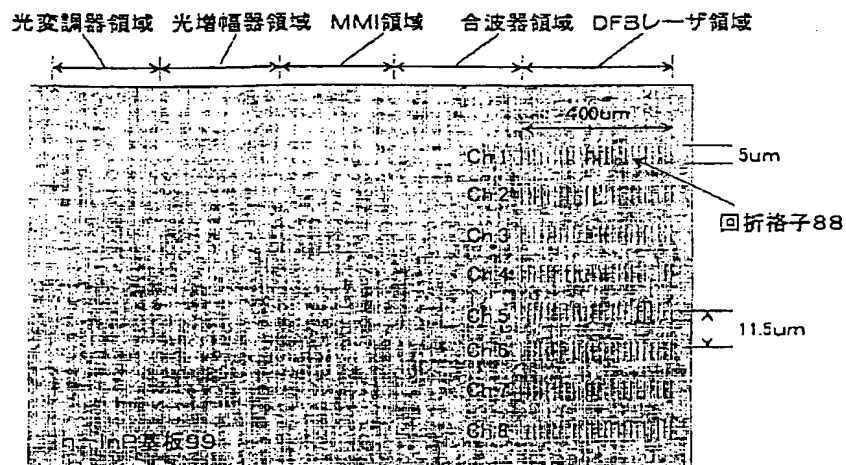 光変調器領域 光増幅器領域 MMI領域 合波器領域 DFBレーザ領域
400um
Ch.1
5um
Ch.2
回折格子88
Ch.3
Ch.4
Ch.5
11.5um
Ch.6
Ch.7
Ch.8
n-InP基板99